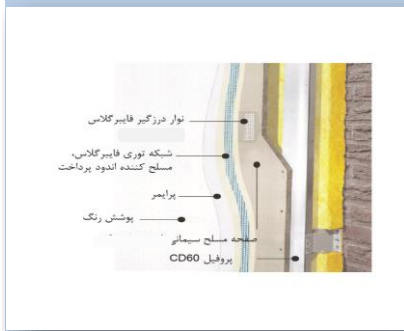 نوار درزگیر فایبرگلاس
شبکه توری فایبرگلاس،
مسلح کننده اندود پرداخت
پرایمر
پوشش رنگ
صفحه مسلح سیمانی
پروفیل CD60